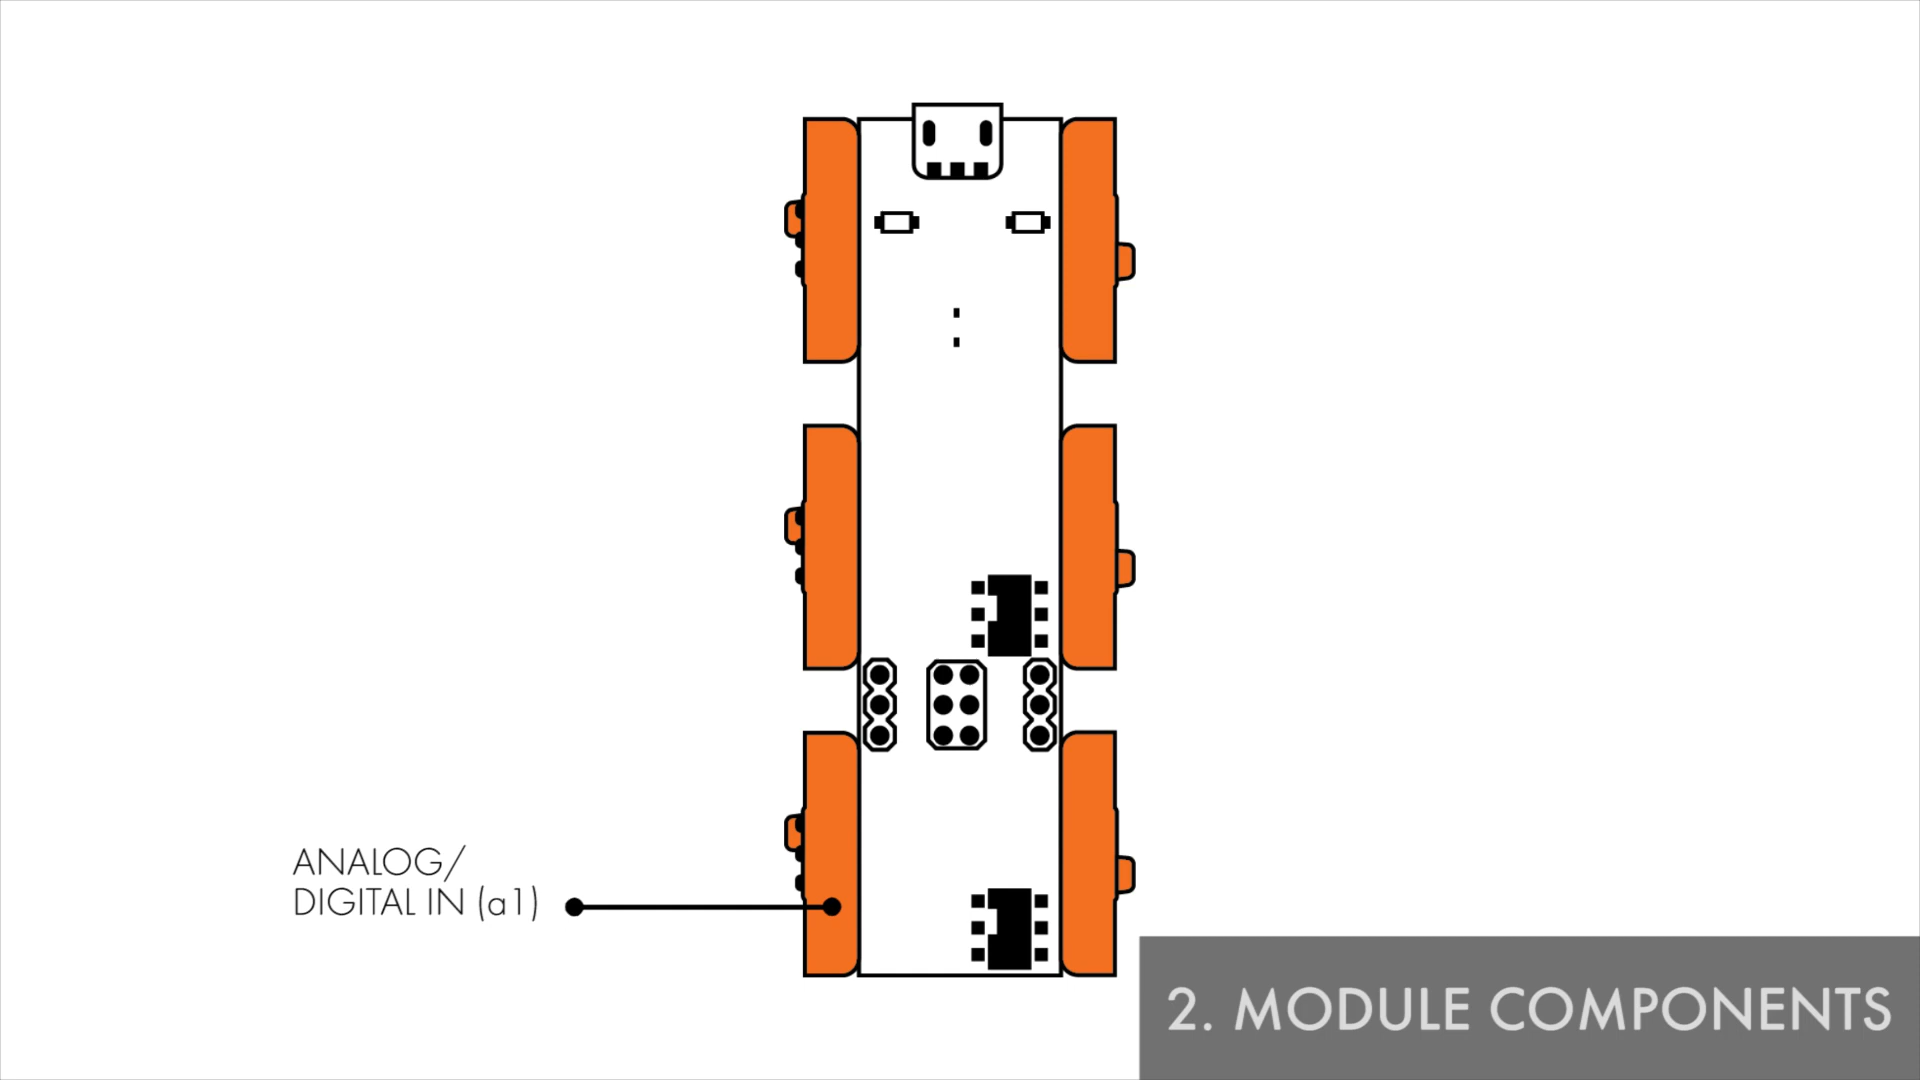 ANALOG/
DIGITAL IN (a1)
2. MODULE COMPONENTS